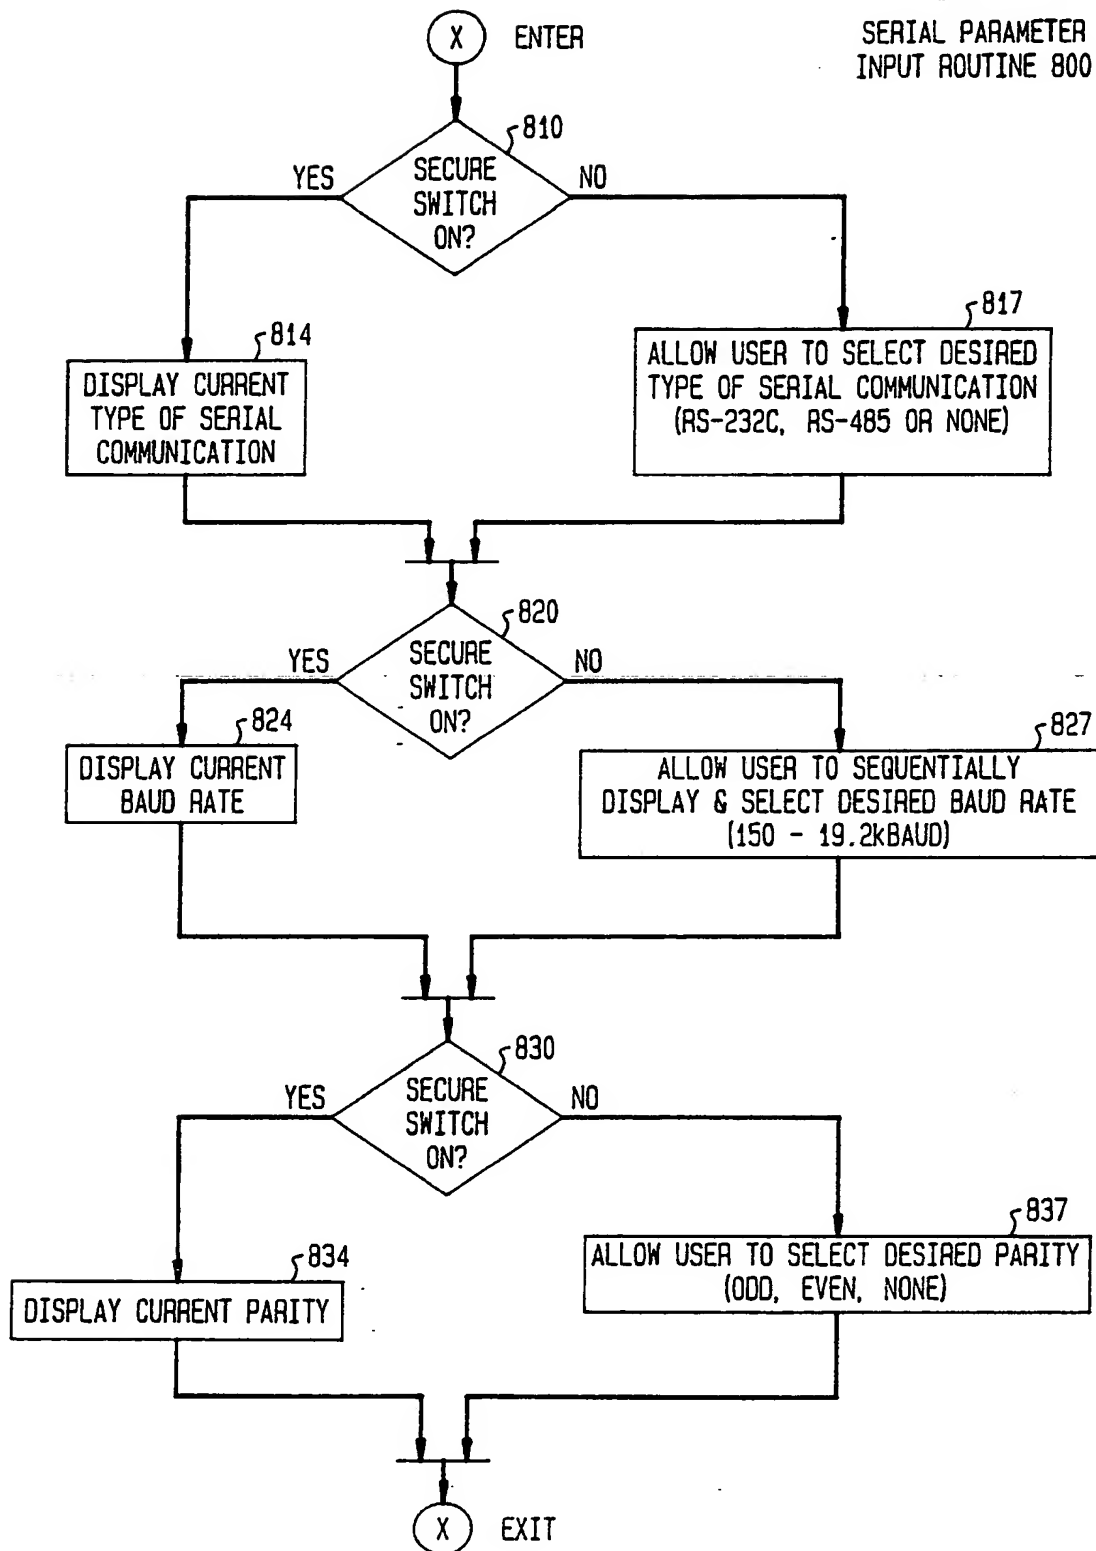 X ENTER
SERIAL PARAMETER
INPUT ROUTINE 800
810
SECURE
SWITCH
ON?
YES
NO
814
DISPLAY CURRENT
TYPE OF SERIAL
COMMUNICATION
817
ALLOW USER TO SELECT DESIRED
TYPE OF SERIAL COMMUNICATION
(RS-232C, RS-485 OR NONE)
820
SECURE
SWITCH
ON?
YES
NO
824
DISPLAY CURRENT
BAUD RATE
827
ALLOW USER TO SEQUENTIALLY
DISPLAY & SELECT DESIRED BAUD RATE
(150 - 19.2kBAUD)
830
SECURE
SWITCH
ON?
YES
NO
834
DISPLAY CURRENT PARITY
837
ALLOW USER TO SELECT DESIRED PARITY
(ODD, EVEN, NONE)
X EXIT